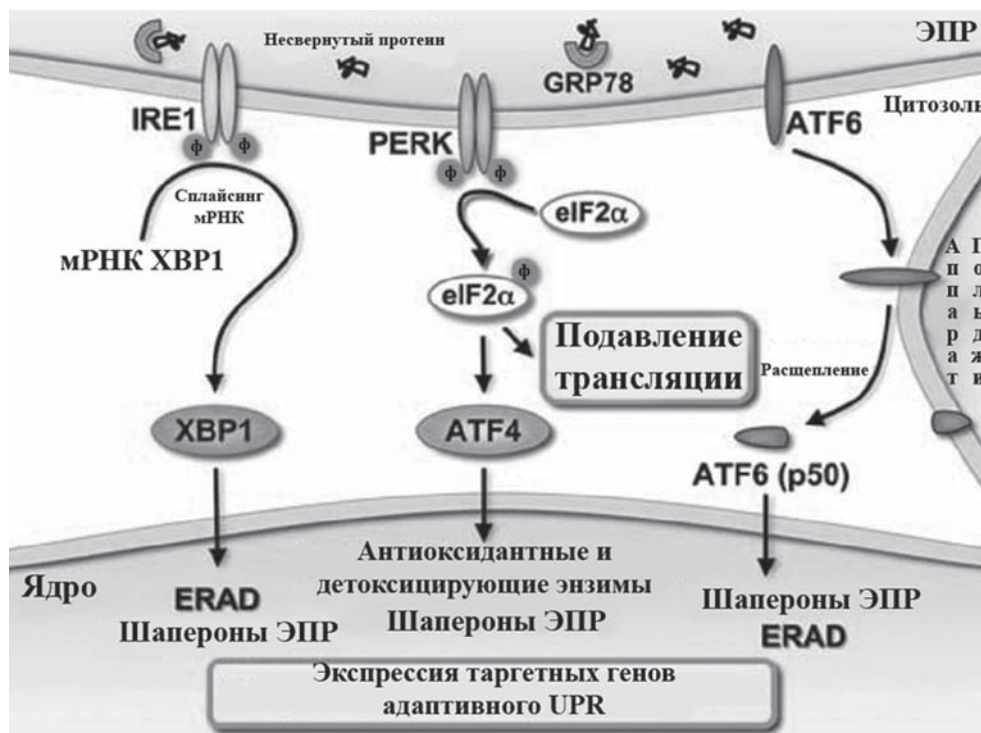 ЭПР
Несвернутый протеин
GRP78
Цитозоль
IRE1
PERK
ATF6
ф ф
ф ф
Сплайсинг
мРНК
eIF2α
мРНК XBP1
ф
eIF2α
Аппарат
Гольджи
Подавление
трансляции
Расщепление
XBP1
ATF4
ATF6 (p50)
Ядро
ERAD
Шапероны ЭПР
Антиоксидантные и
детоксицирующие энзимы
Шапероны ЭПР
Шапероны ЭПР
ERAD
Экспрессия таргетных генов
адаптивного UPR